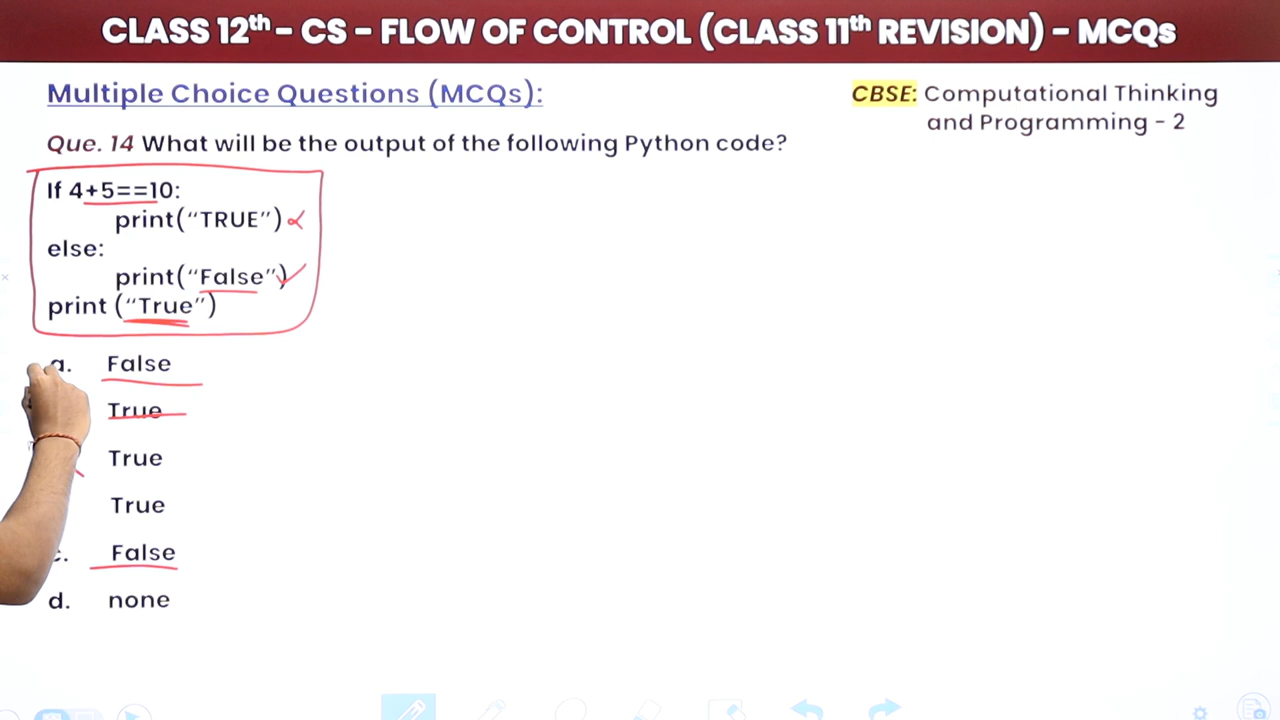 CLASS 12th – CS – FLOW OF CONTROL (CLASS 11th REVISION) – MCQs
Multiple Choice Questions (MCQs):
CBSE: Computational Thinking
and Programming - 2
Que. 14 What will be the output of the following Python code?
If 4+5==10:
print(“TRUE”)
else:
print(“False”)
print (“True”)
a. False
True
True
True
c. False
d. none